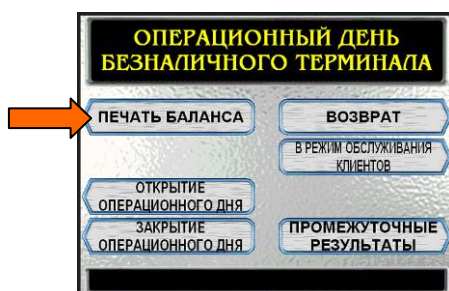 ОПЕРАЦИОННЫЙ ДЕНЬ
БЕЗНАЛИЧНОГО ТЕРМИНАЛА
ПЕЧАТЬ БАЛАНСА
ВОЗВРАТ
В РЕЖИМ ОБСЛУЖИВАНИЯ
КЛИЕНТОВ
ОТКРЫТИЕ
ОПЕРАЦИОННОГО ДНЯ
ЗАКРЫТИЕ
ОПЕРАЦИОННОГО ДНЯ
ПРОМЕЖУТОЧНЫЕ
РЕЗУЛЬТАТЫ